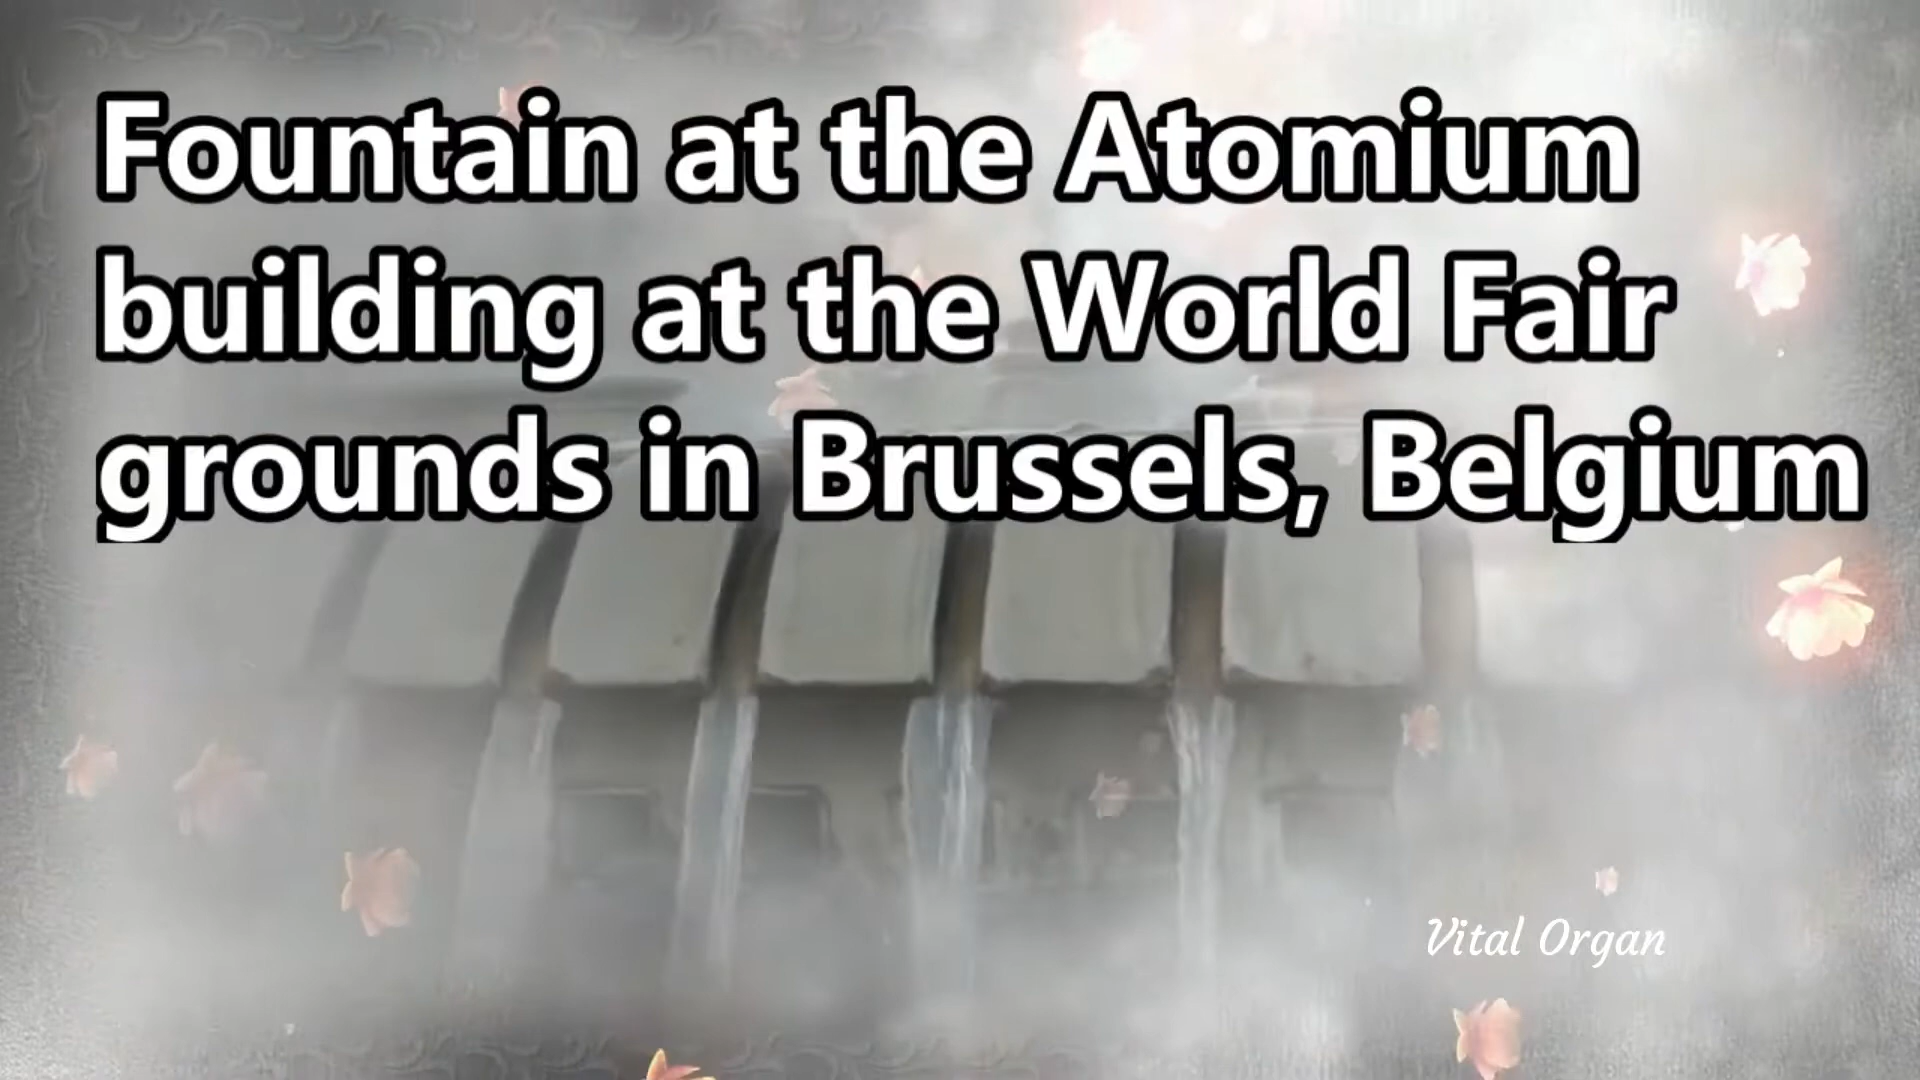 Fountain at the Atomium
building at the World Fair
grounds in Brussels, Belgium
Vital Organ